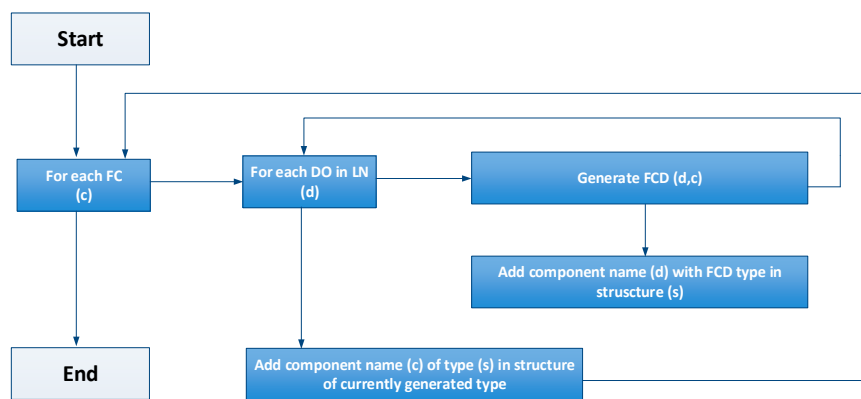 Start
For each FC
(c)
For each DO in LN
(d)
Generate FCD (d,c)
Add component name (d) with FCD type in
struscture (s)
End
Add component name (c) of type (s) in structure
of currently generated type